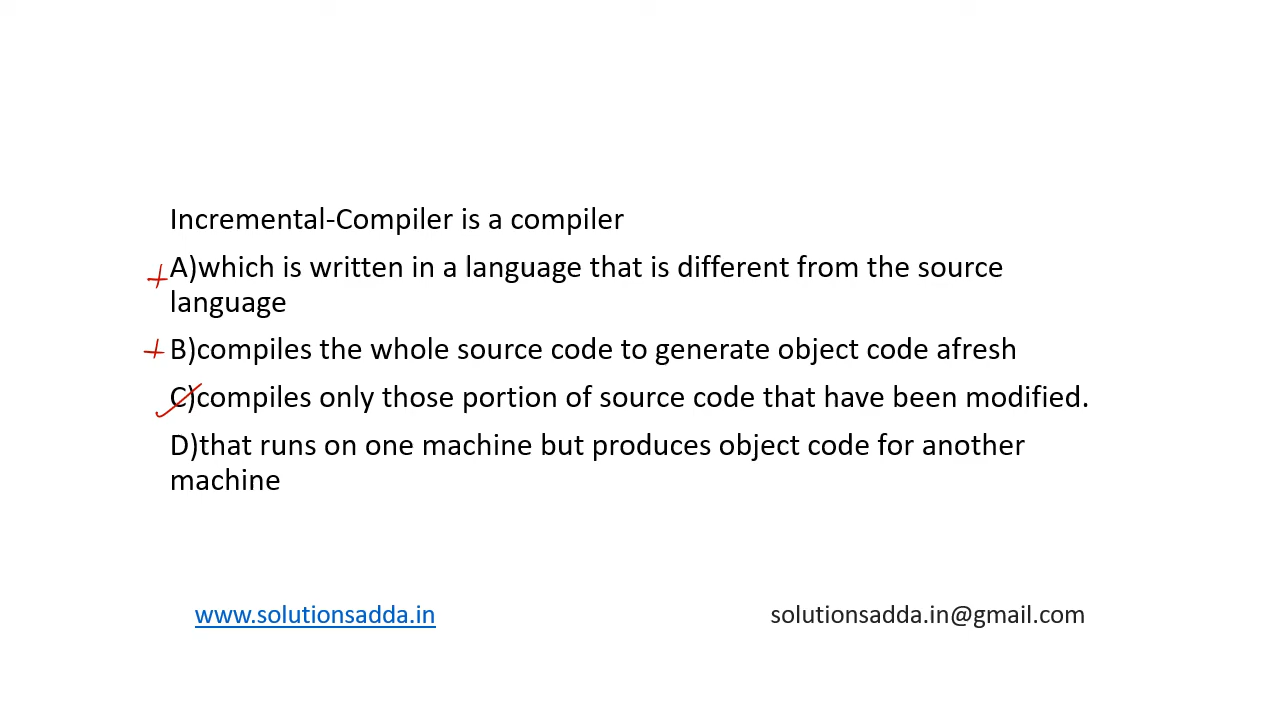 Incremental-Compiler is a compiler
A)which is written in a language that is different from the source
language
B)compiles the whole source code to generate object code afresh
C)compiles only those portion of source code that have been modified.
D)that runs on one machine but produces object code for another
machine
www.solutionsadda.in
solutionsadda.in@gmail.com